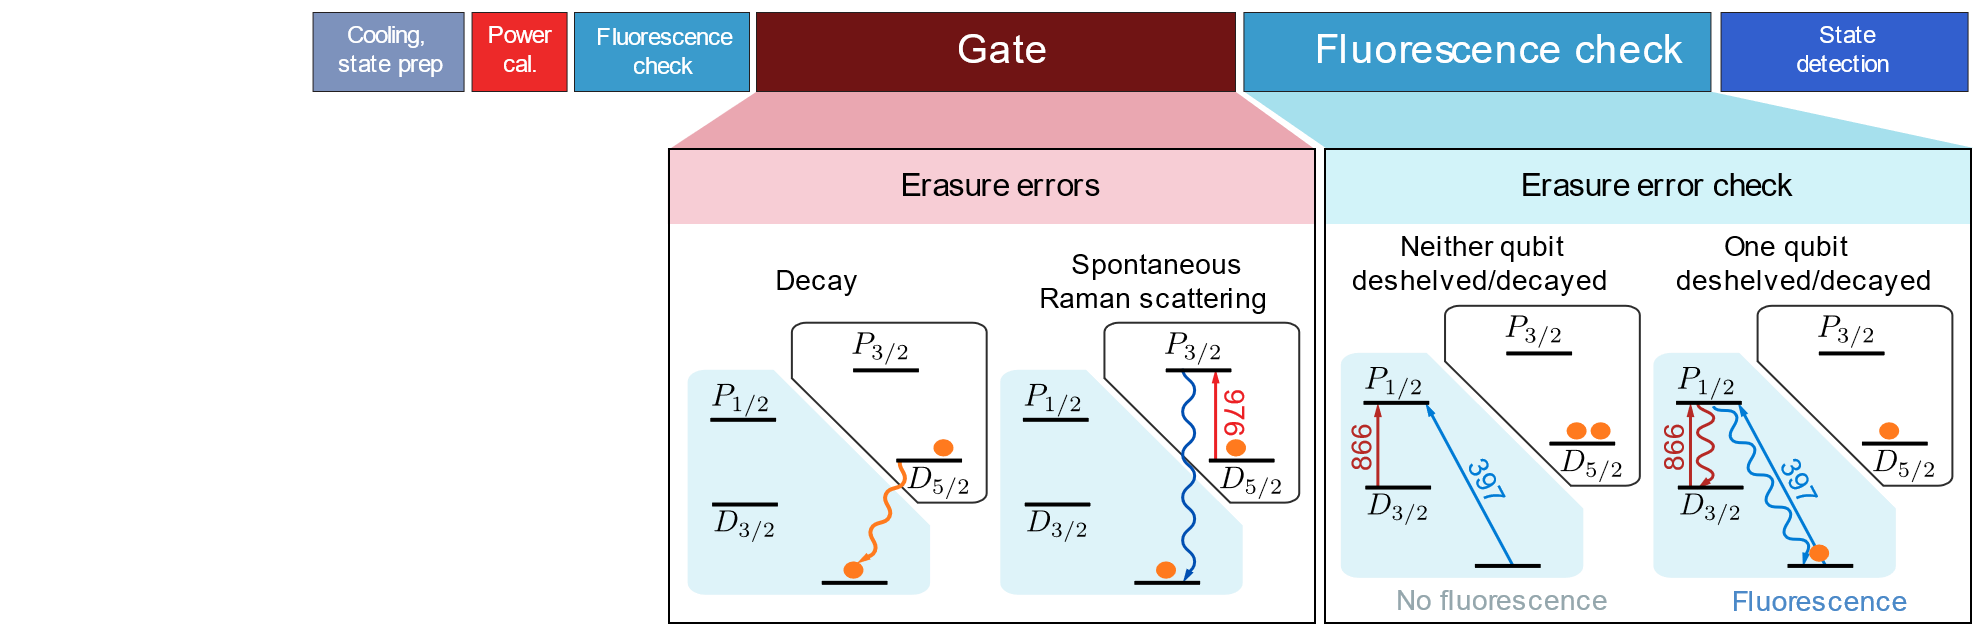 Cooling,
state prep
Power
cal.
Fluorescence
check
Gate
Fluorescence check
State
detection
Erasure errors
Decay
P3/2
P1/2
D5/2
D3/2
Spontaneous
Raman scattering
P3/2
976
P1/2
D5/2
D3/2
Erasure error check
Neither qubit
deshelved/decayed
P3/2
P1/2
866
397
D5/2
D3/2
No fluorescence
One qubit
deshelved/decayed
P3/2
P1/2
866
397
D5/2
D3/2
Fluorescence